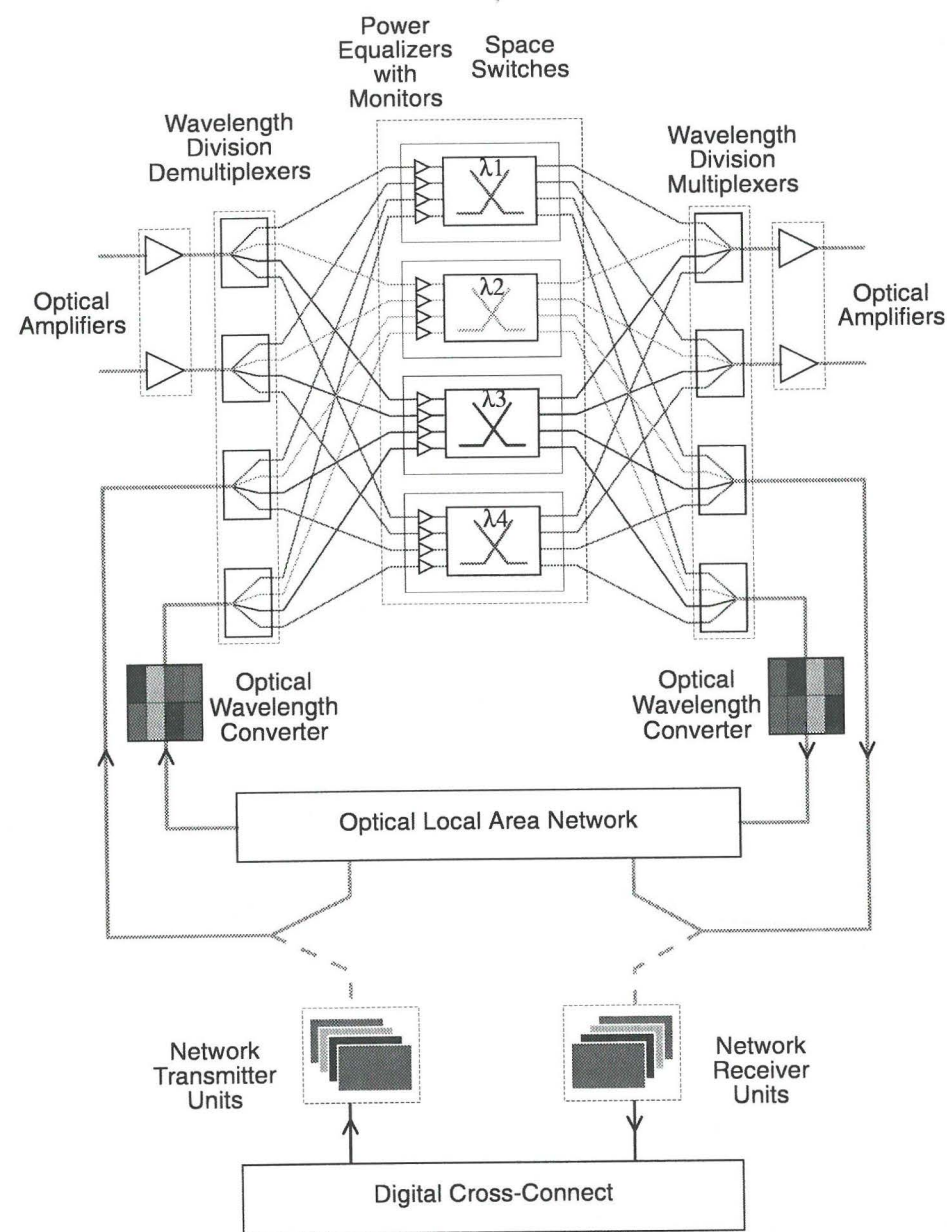 Power
Equalizers
with
Monitors
Space
Switches
Wavelength
Division
Demultiplexers
Wavelength
Division
Multiplexers
λ1
λ2
λ3
λ4
Optical
Amplifiers
Optical
Amplifiers
Optical
Wavelength
Converter
Optical
Wavelength
Converter
Optical Local Area Network
Network
Transmitter
Units
Network
Receiver
Units
Digital Cross-Connect